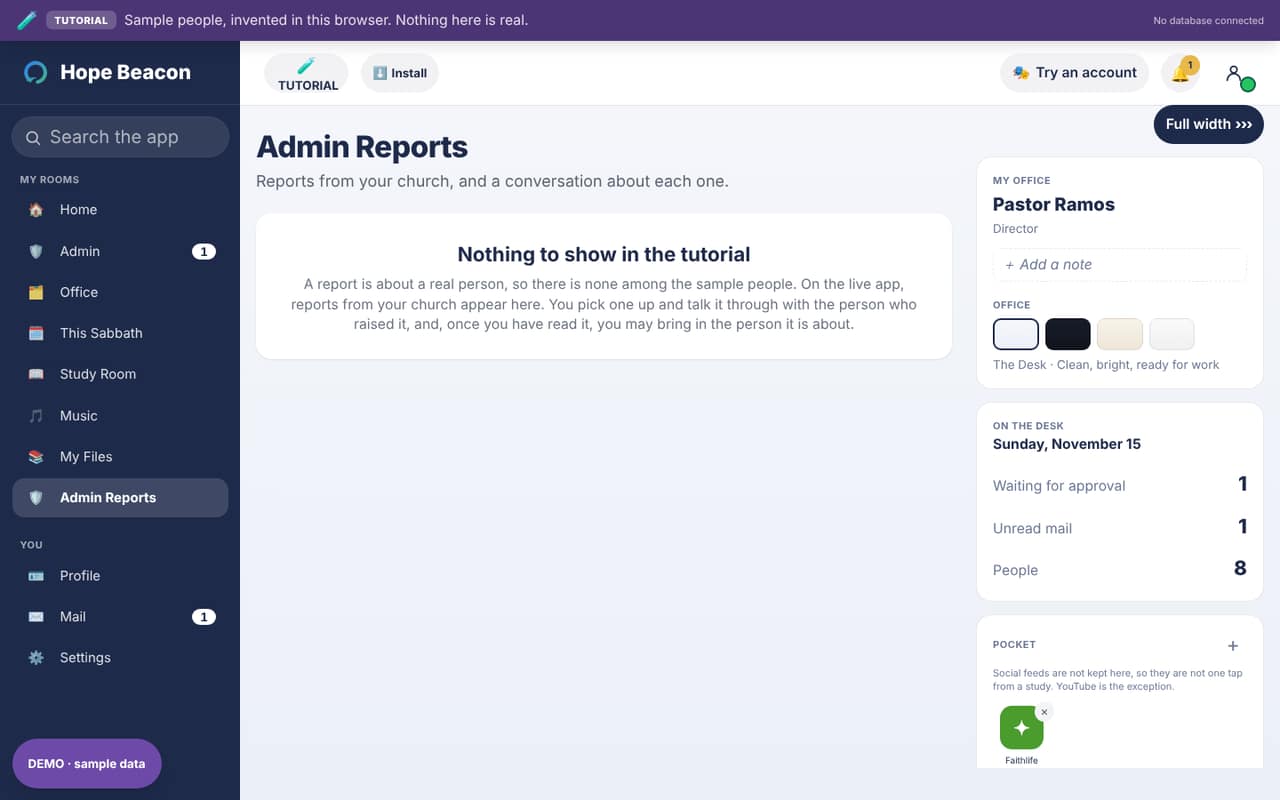 TUTORIAL Sample people, invented in this browser. Nothing here is real.
No database connected
Hope Beacon
Search the app
MY ROOMS
Home
Admin 1
Office
This Sabbath
Study Room
Music
My Files
Admin Reports
YOU
Profile
Mail 1
Settings
DEMO · sample data
TUTORIAL
Install
Try an account
1
Full width ›››
Admin Reports
Reports from your church, and a conversation about each one.
Nothing to show in the tutorial
A report is about a real person, so there is none among the sample people. On the live app,
reports from your church appear here. You pick one up and talk it through with the person who
raised it, and, once you have read it, you may bring in the person it is about.
MY OFFICE
Pastor Ramos
Director
+ Add a note
OFFICE
The Desk · Clean, bright, ready for work
ON THE DESK
Sunday, November 15
Waiting for approval 1
Unread mail 1
People 8
POCKET +
Social feeds are not kept here, so they are not one tap
from a study. YouTube is the exception.
×
Faithlife